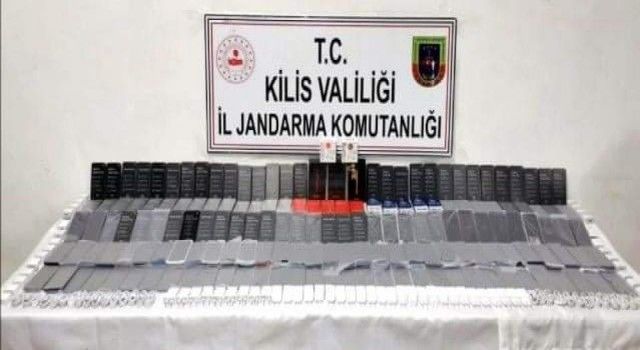 T.C.
KİLİS VALİLİĞİ
İL JANDARMA KOMUTANLIĞI